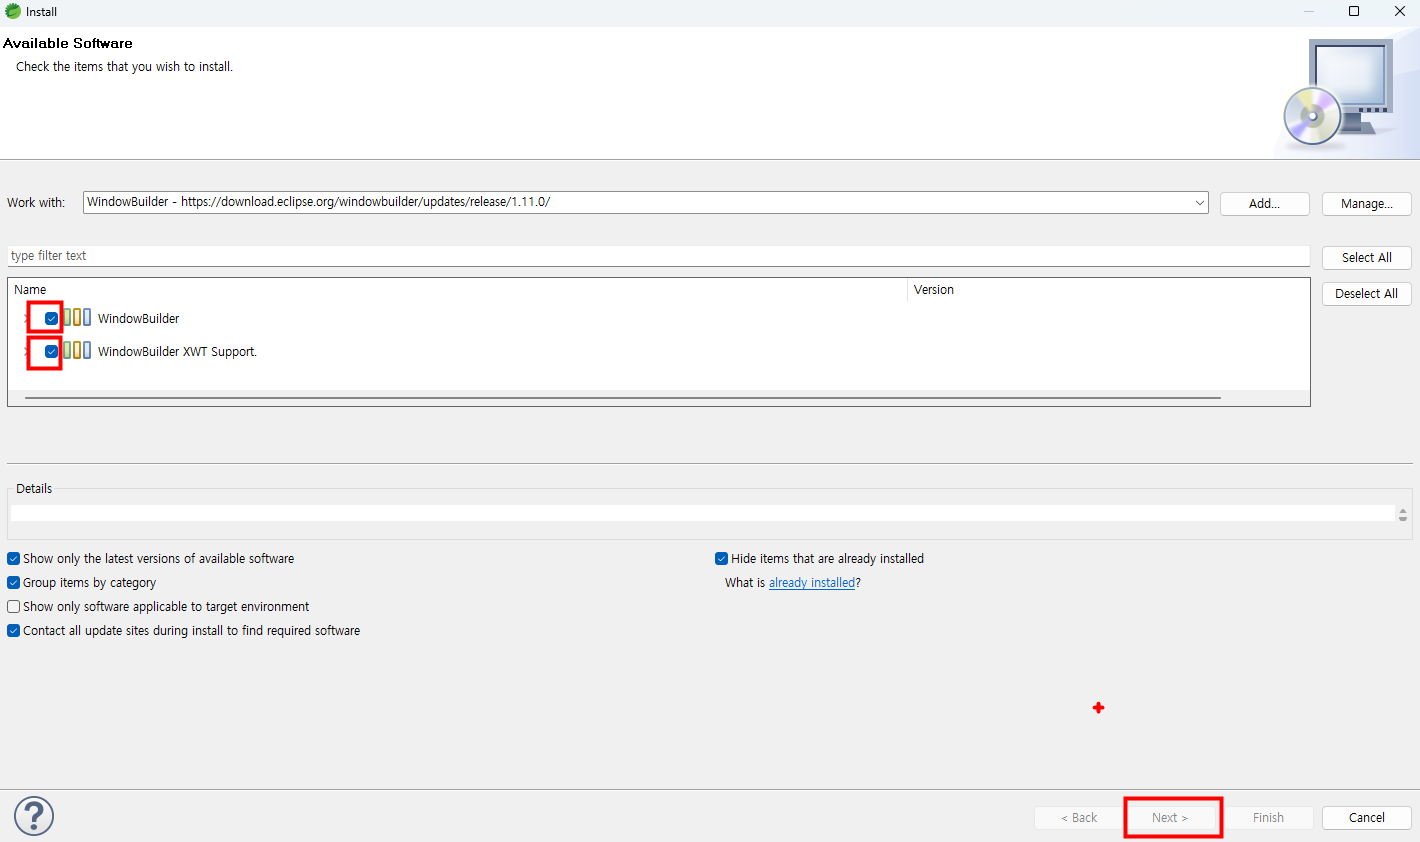 Install
Available Software
Check the items that you wish to install.
Work with: WindowBuilder - https://download.eclipse.org/windowbuilder/updates/release/1.11.0/ Add... Manage...
type filter text Select All
Name Version Deselect All
WindowBuilder
WindowBuilder XWT Support.
Details
Show only the latest versions of available software Hide items that are already installed
Group items by category What is already installed?
Show only software applicable to target environment
Contact all update sites during install to find required software
? < Back Next > Finish Cancel